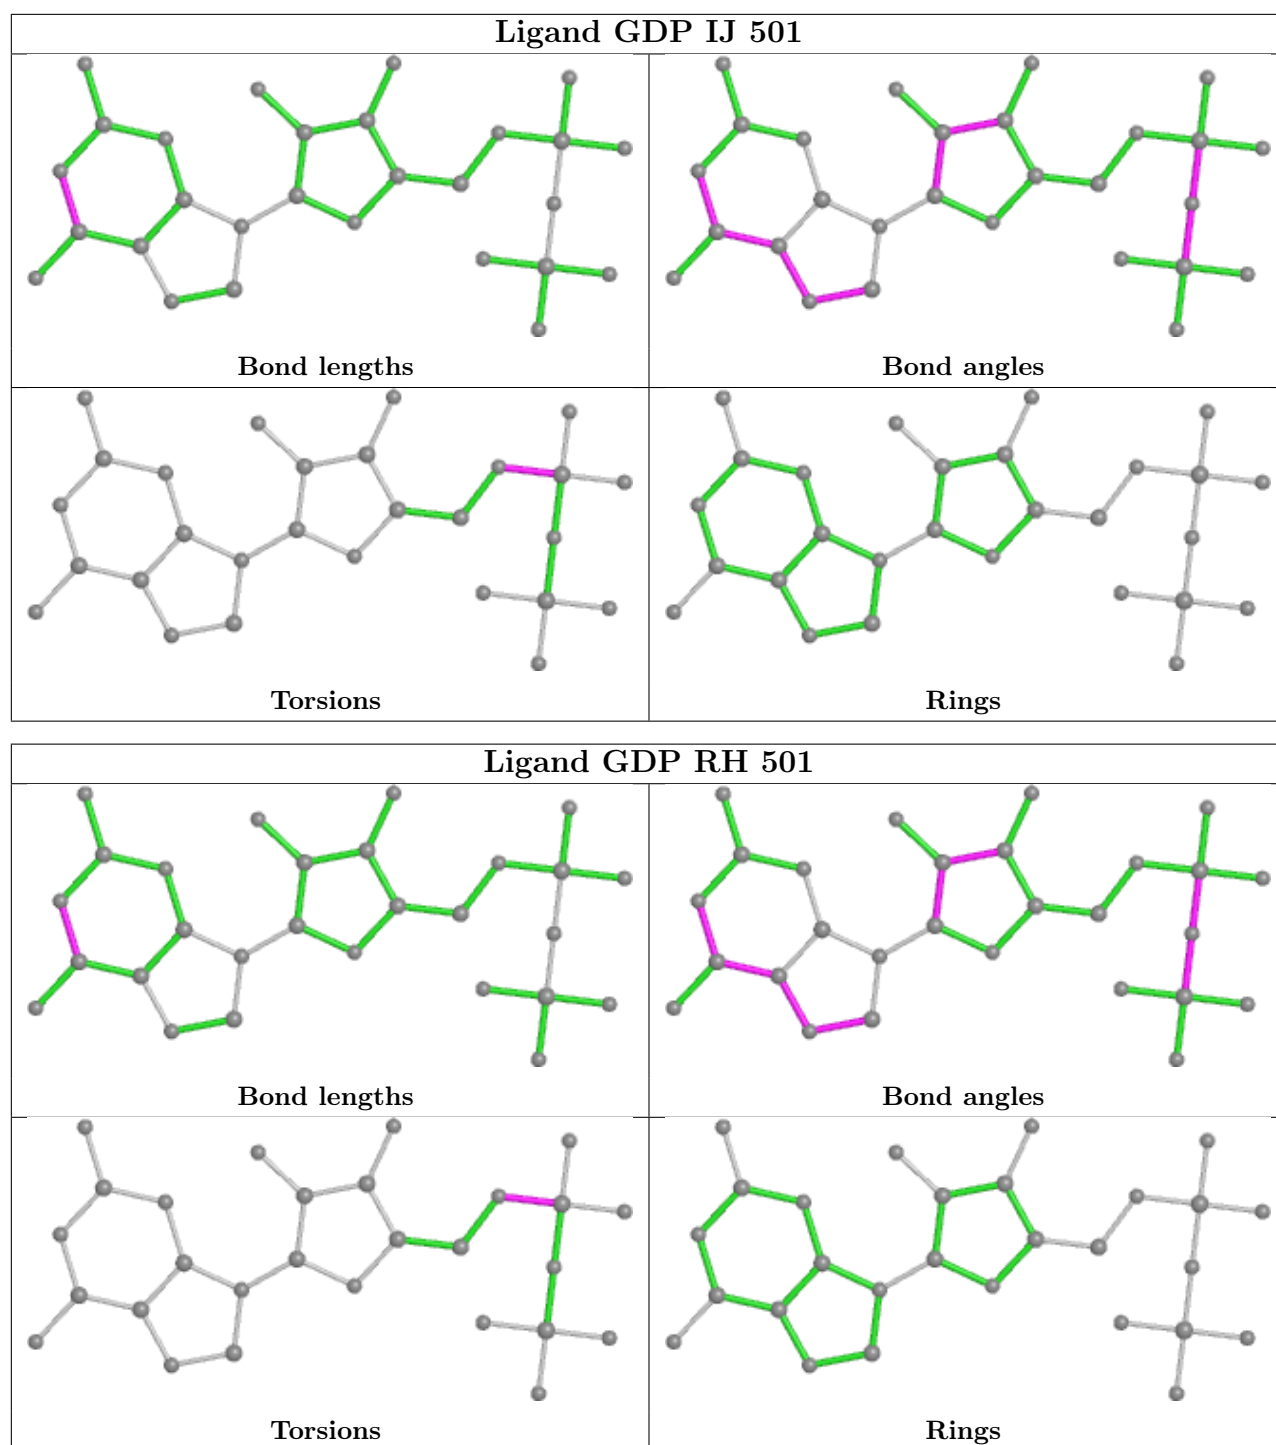 Ligand GDP IJ 501
Bond lengths
Bond angles
Torsions
Rings
Ligand GDP RH 501
Bond lengths
Bond angles
Torsions
Rings